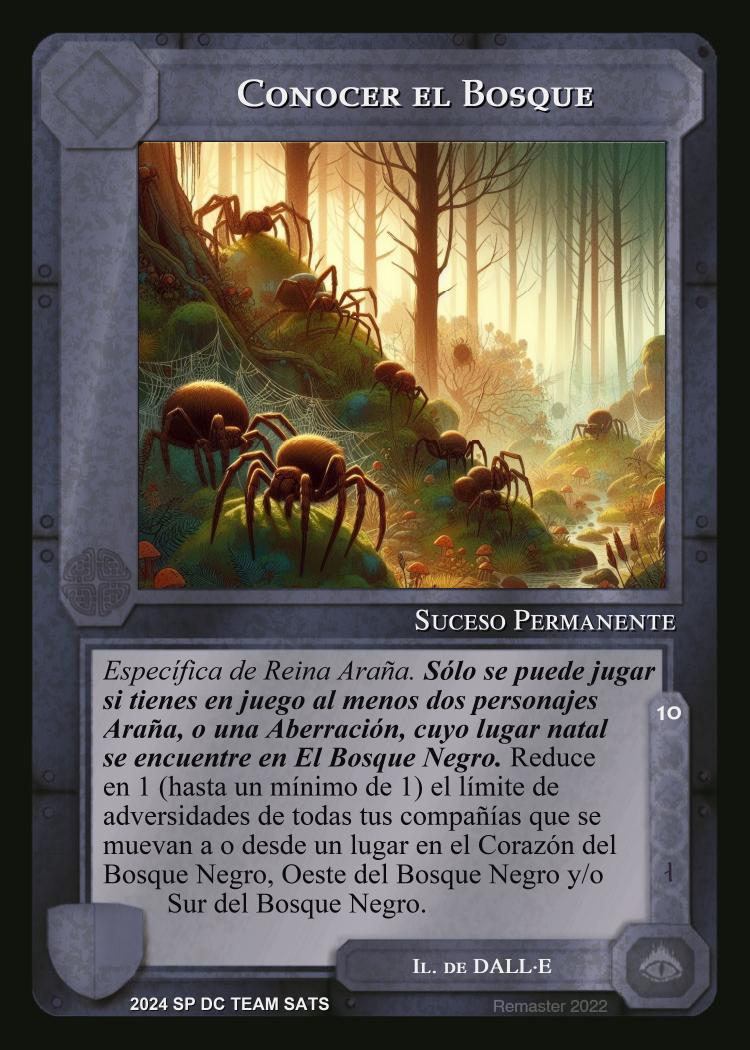 Conocer el Bosque
Suceso Permanente
Específica de Reina Araña. Sólo se puede jugar
si tienes en juego al menos dos personajes
Araña, o una Aberración, cuyo lugar natal
se encuentre en El Bosque Negro. Reduce
en 1 (hasta un mínimo de 1) el límite de
adversidades de todas tus compañías que se
muevan a o desde un lugar en el Corazón del
Bosque Negro, Oeste del Bosque Negro y/o
Sur del Bosque Negro.
10
Il. de DALL·E
2024 SP DC TEAM SATS
Remaster 2022